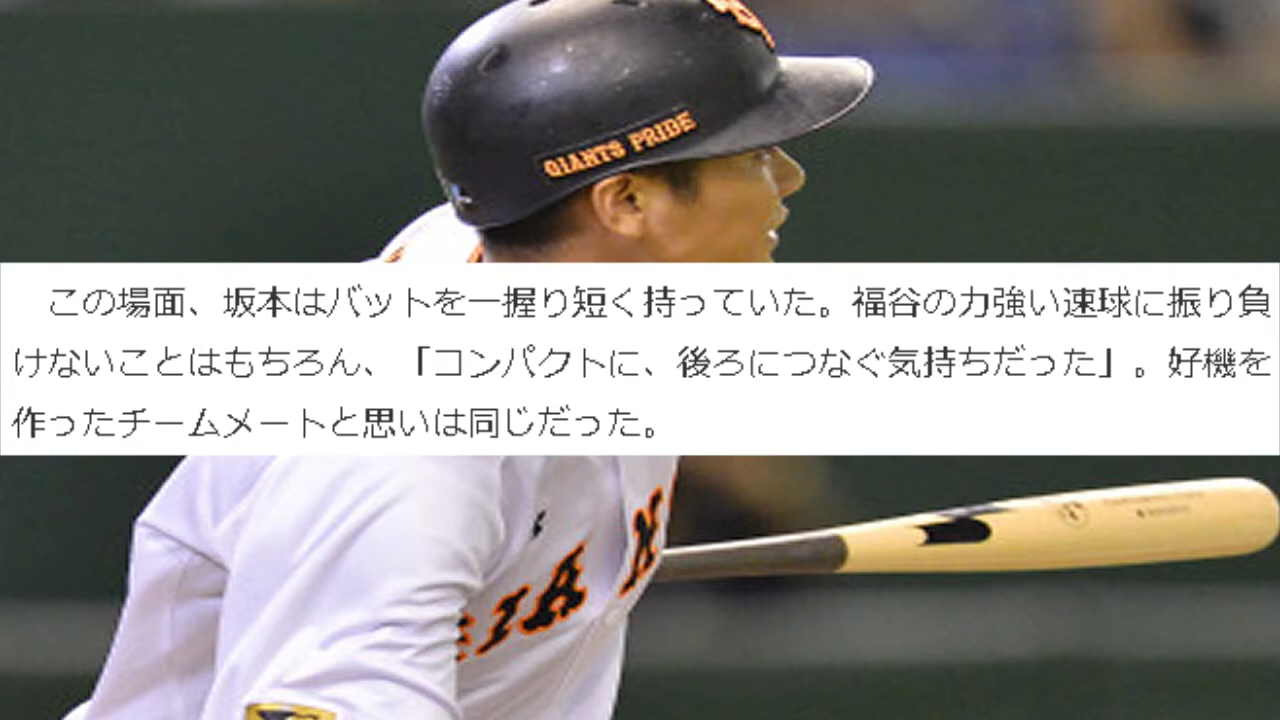 GIANTS PRIDE
この場面、坂本はバットを一握り短く持っていた。福谷の力強い速球に振り負
けないことはもちろん、「コンパクトに、後ろにつなぐ気持ちだった」。好機を
作ったチームメートと思いは同じだった。
GIAN